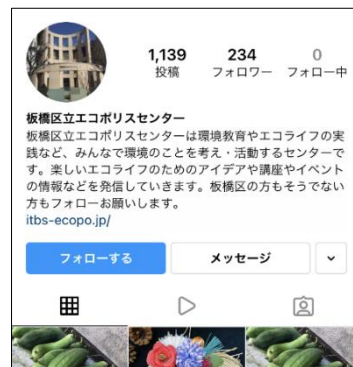 1,139 234 0
投稿 フォロワー フォロー中
板橋区立エコポリスセンター
板橋区立エコポリスセンターは環境教育やエコライフの実
践など、みんなで環境のことを考え・活動するセンターで
す。楽しいエコライフのためのアイデアや講座やイベント
の情報などを発信していきます。板橋区の方もそうでない
方もフォローお願いします。
itbs-ecopo.jp/
フォローする メッセージ